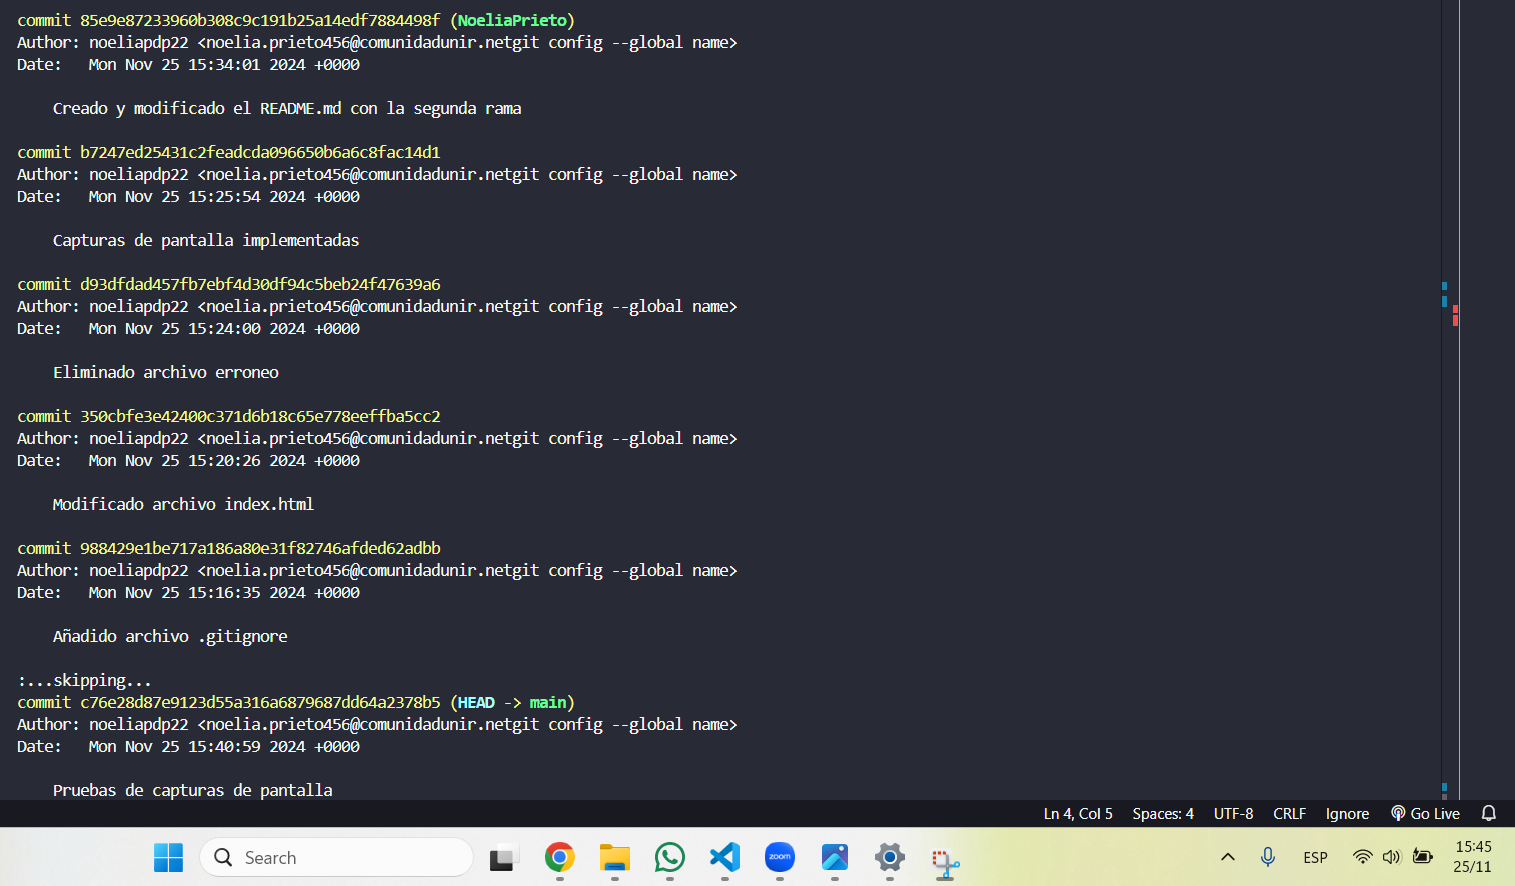 commit 85e9e87233960b308c9c191b25a14edf7884498f (NoeliaPrieto)
Author: noeliapdp22 <noelia.prieto456@comunidadunir.netgit config --global name>
Date:   Mon Nov 25 15:34:01 2024 +0000
Creado y modificado el README.md con la segunda rama
commit b7247ed25431c2feadcda096650b6a6c8fac14d1
Author: noeliapdp22 <noelia.prieto456@comunidadunir.netgit config --global name>
Date:   Mon Nov 25 15:25:54 2024 +0000
Capturas de pantalla implementadas
commit d93dfdad457fb7ebf4d30df94c5beb24f47639a6
Author: noeliapdp22 <noelia.prieto456@comunidadunir.netgit config --global name>
Date:   Mon Nov 25 15:24:00 2024 +0000
Eliminado archivo erroneo
commit 350cbfe3e42400c371d6b18c65e778eeffba5cc2
Author: noeliapdp22 <noelia.prieto456@comunidadunir.netgit config --global name>
Date:   Mon Nov 25 15:20:26 2024 +0000
Modificado archivo index.html
commit 988429e1be717a186a80e31f82746afded62adbb
Author: noeliapdp22 <noelia.prieto456@comunidadunir.netgit config --global name>
Date:   Mon Nov 25 15:16:35 2024 +0000
Añadido archivo .gitignore
:...skipping...
commit c76e28d87e9123d55a316a6879687dd64a2378b5 (HEAD -> main)
Author: noeliapdp22 <noelia.prieto456@comunidadunir.netgit config --global name>
Date:   Mon Nov 25 15:40:59 2024 +0000
Pruebas de capturas de pantalla
Ln 4, Col 5 Spaces: 4 UTF-8 CRLF Ignore Go Live
Search zoom ESP 15:45
25/11